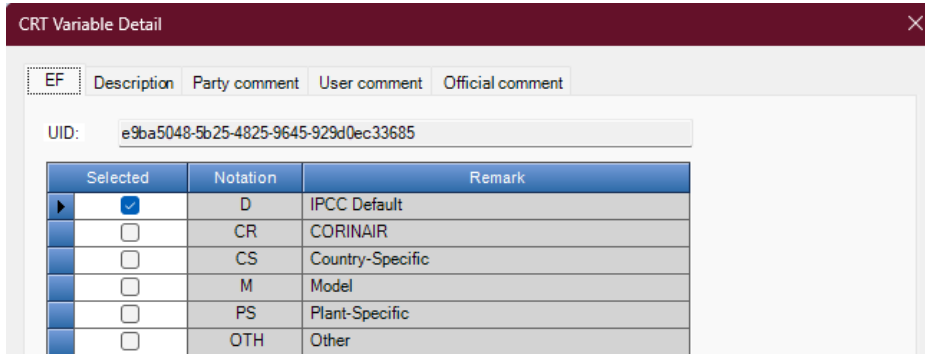 CRT Variable Detail
EF Description Party comment User comment Official comment
UID: e9ba5048-5b25-4825-9645-929d0ec33685
Selected Notation Remark
D IPCC Default
CR CORINAIR
CS Country-Specific
M Model
PS Plant-Specific
OTH Other